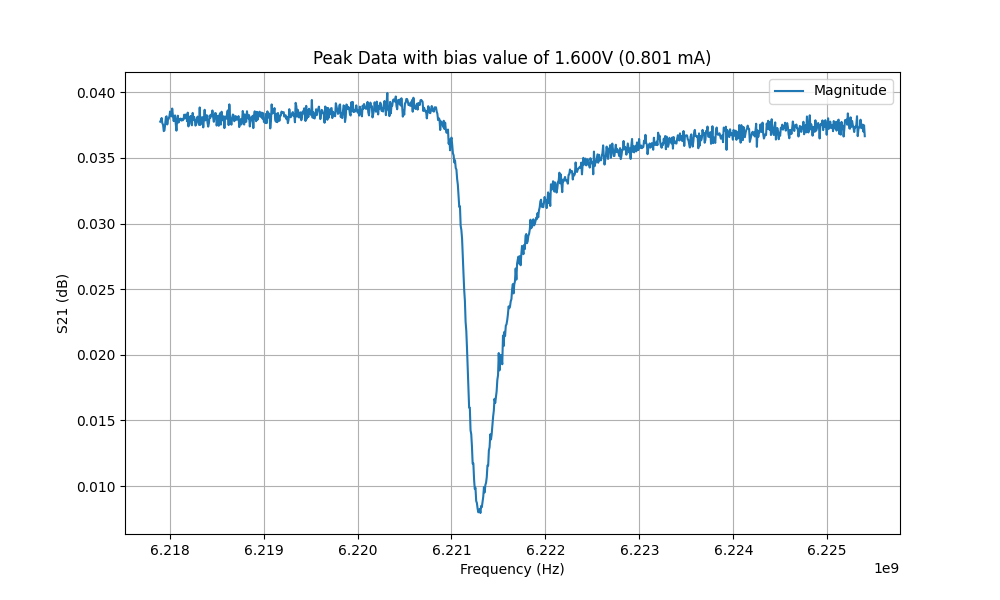 Peak Data with bias value of 1.600V (0.801 mA)
Magnitude
S21 (dB)
0.040
0.035
0.030
0.025
0.020
0.015
0.010
6.218 6.219 6.220 6.221 6.222 6.223 6.224 6.225
Frequency (Hz)
1e9